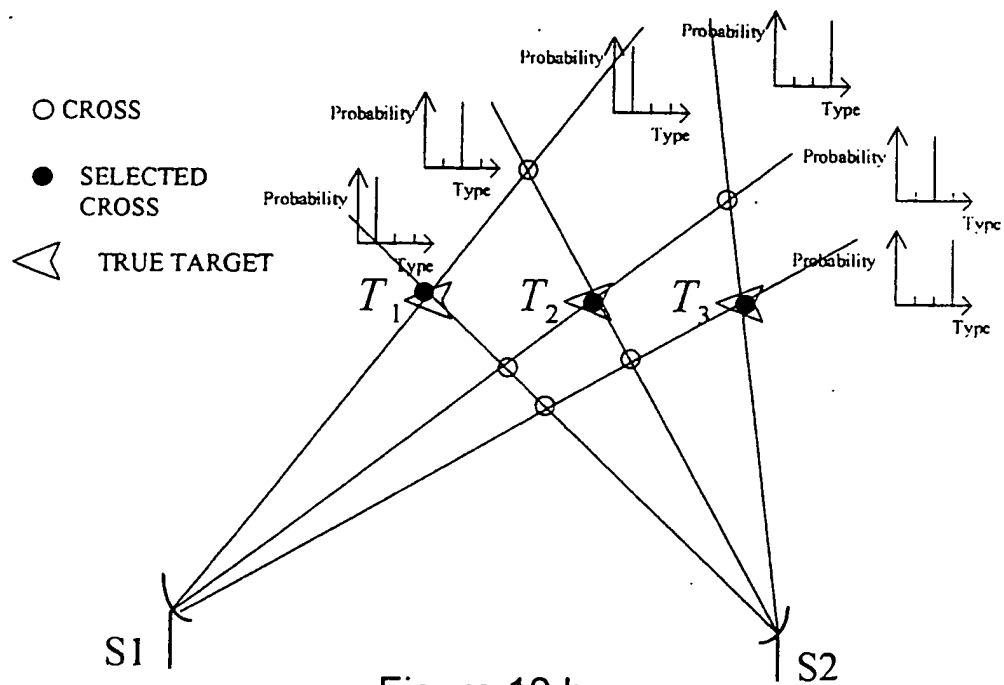 Probability
Type
Probability
Type
Probability
Type
Probability
Type
Probability
Type
Probability
Type
○ CROSS
● SELECTED
CROSS
TRUE TARGET
T1
T2
T3
S1
S2